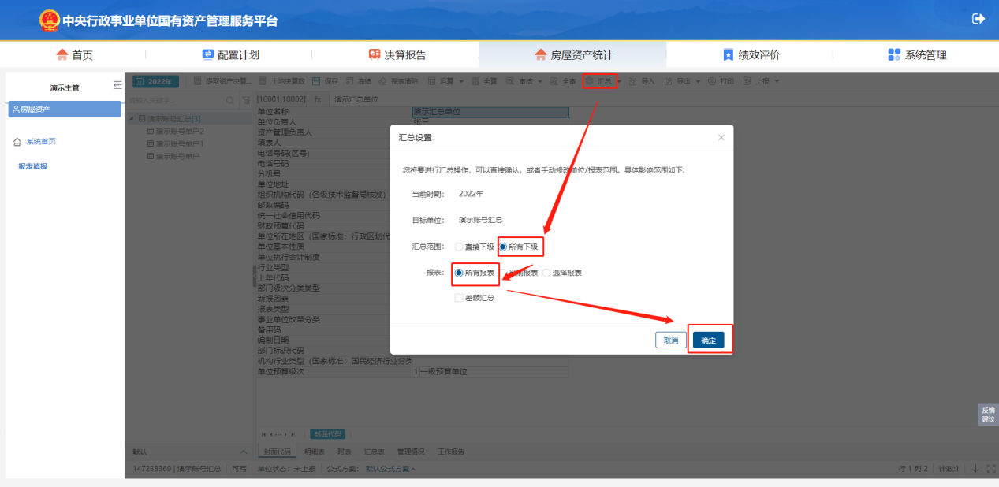 中央行政事业单位国有资产管理服务平台
首页
配置计划
决算报告
房屋资产统计
绩效评价
系统管理
演示主管
房屋资产
系统首页
报表填报
2022年 提取资产决算... 土地决算数 保存 冻结 整表清除 运算 全算 审核 全审 汇总 导入 导出 打印 上报
请输入关键字...
演示账号汇总[3]
演示账号单户2
演示账号单户1
演示账号单户
[10001,10002] fx 演示汇总单位
单位名称 演示汇总单位
单位负责人 张三
资产管理负责人
填表人
电话号码(区号)
电话号码
分机号
单位地址
组织机构代码（各级技术监督局核发）
邮政编码
统一社会信用代码
财政预算代码
单位所在地区（国家标准：行政区划代
单位基本性质
单位执行会计制度
行业类型
上年代码
部门级次分类类型
新报因素
报表类型
事业单位改革分类
备用码
编制日期
部门标识代码
机构行业类型（国家标准：国民经济行业分类
单位预算级次 1|一级预算单位
汇总设置:
您将要进行汇总操作，可以直接确认，或者手动修改单位/报表范围。具体影响范围如下:
当前时期: 2022年
目标单位: 演示账号汇总
汇总范围: 直接下级 所有下级
报表: 所有报表 当前报表 选择报表
差额汇总
取消 确定
反馈
建议
封面代码
默认
封面代码 明细表 附表 汇总表 管理情况 工作报告
147258369 | 演示账号汇总 可写 单位状态: 未上报 公式方案: 默认公式方案
行 1 列 2 计数:1